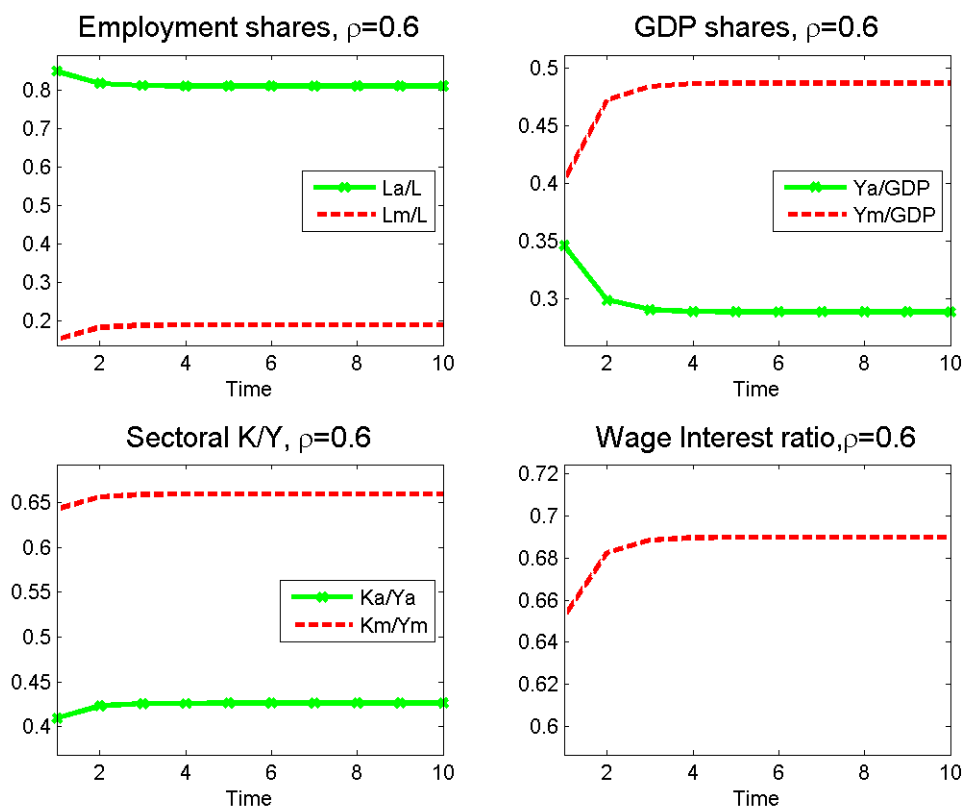 Employment shares, ρ=0.6
0.8
0.7
0.6
0.5
0.4
0.3
0.2
La/L
Lm/L
2 4 6 8 10
Time
GDP shares, ρ=0.6
0.5
0.45
0.4
0.35
0.3
Ya/GDP
Ym/GDP
2 4 6 8 10
Time
Sectoral K/Y, ρ=0.6
0.65
0.6
0.55
0.5
0.45
0.4
Ka/Ya
Km/Ym
2 4 6 8 10
Time
Wage Interest ratio,ρ=0.6
0.72
0.7
0.68
0.66
0.64
0.62
0.6
2 4 6 8 10
Time